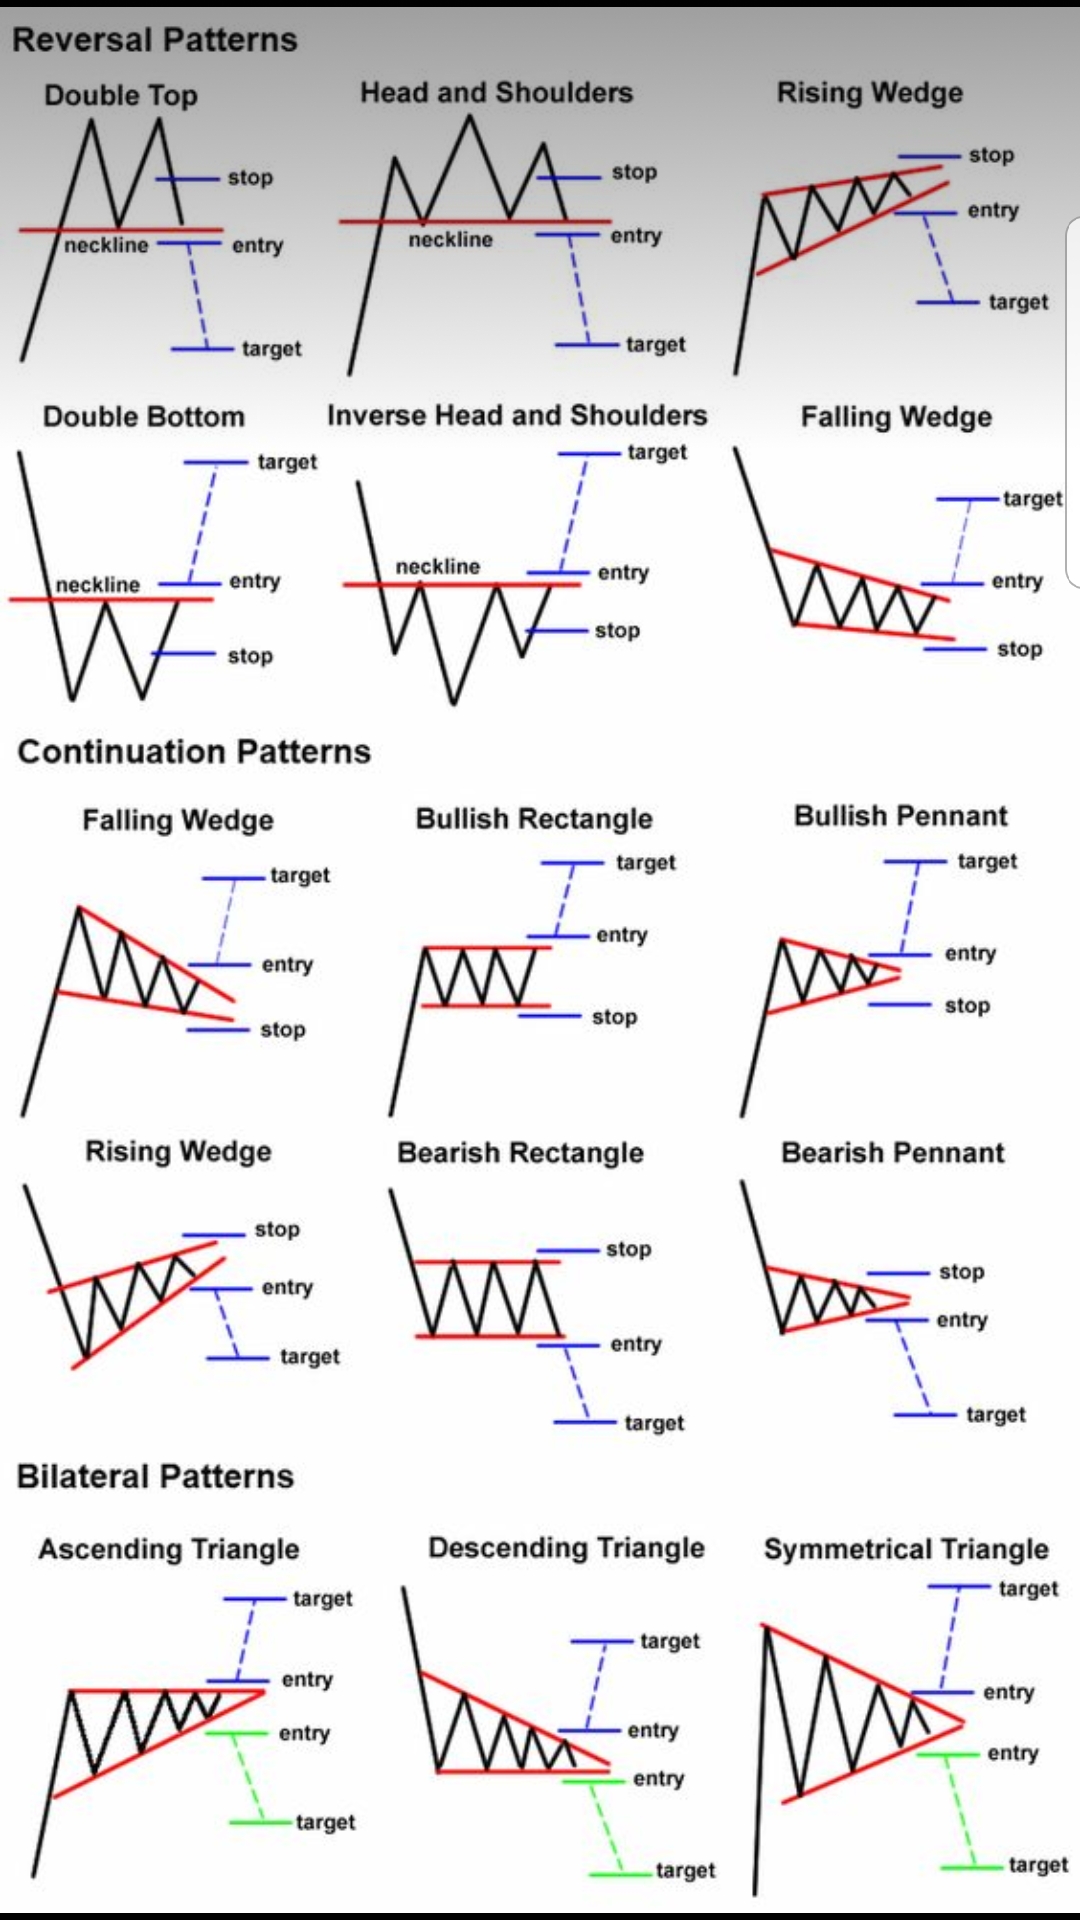 Reversal Patterns
Double Top
Head and Shoulders
Rising Wedge
stop
neckline
entry
target
stop
neckline
entry
target
stop
entry
target
Double Bottom
Inverse Head and Shoulders
Falling Wedge
target
neckline
entry
stop
target
neckline
entry
stop
target
entry
stop
Continuation Patterns
Falling Wedge
Bullish Rectangle
Bullish Pennant
target
entry
stop
target
entry
stop
target
entry
stop
Rising Wedge
Bearish Rectangle
Bearish Pennant
stop
entry
target
stop
entry
target
stop
entry
target
Bilateral Patterns
Ascending Triangle
Descending Triangle
Symmetrical Triangle
target
entry
entry
target
target
entry
entry
target
target
entry
entry
target